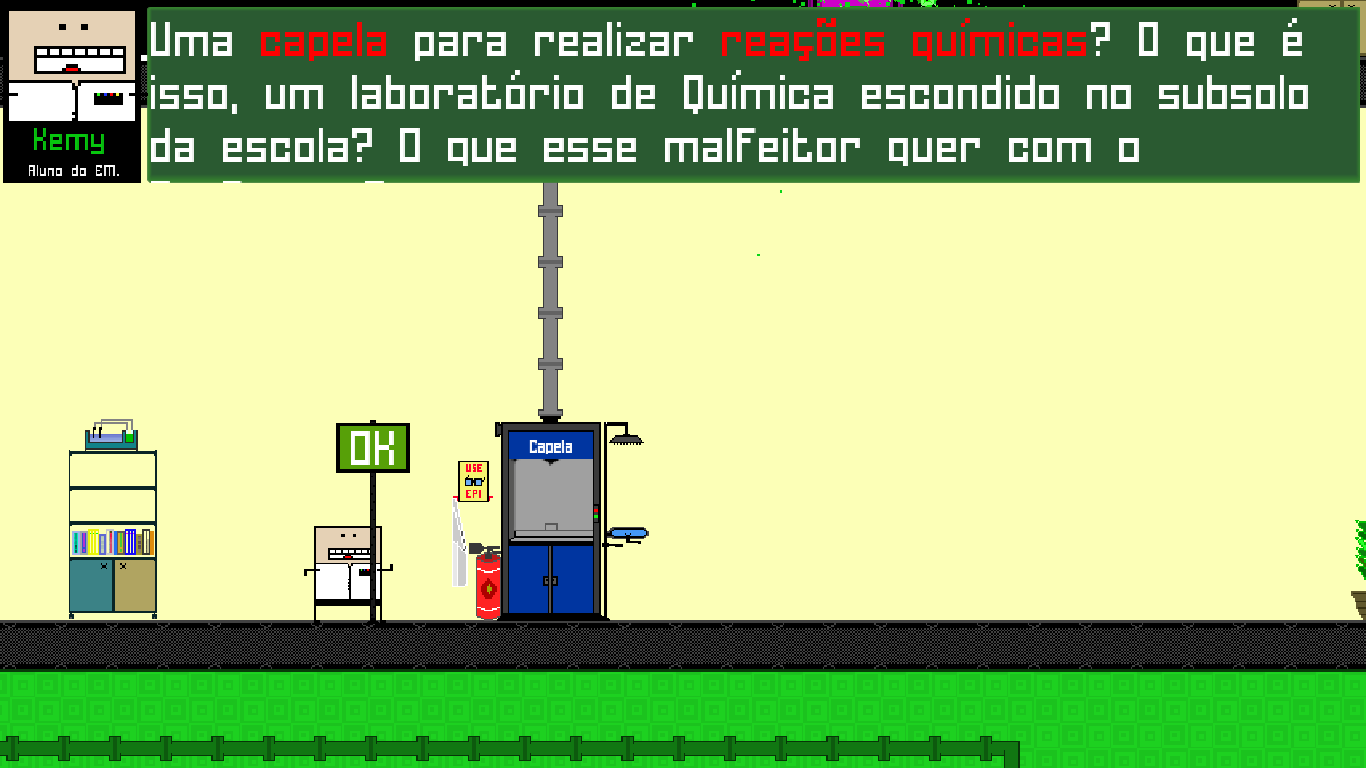 Uma capela para realizar reações químicas? O que é
isso, um laboratório de Química escondido no subsolo
da escola? O que esse malfeitor quer com o
Kemy
Aluno do EM.
OK
Capela
USE
EPI